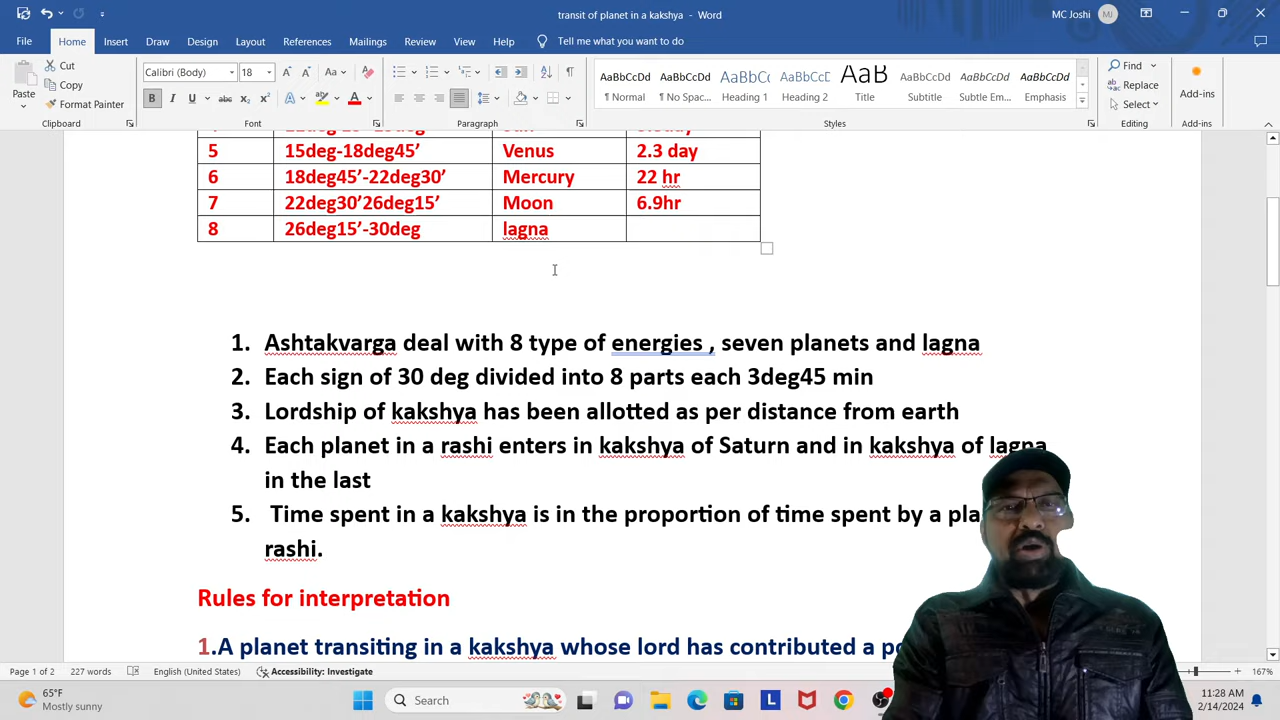 transit of planet in a kakshya - Word
MC Joshi
MJ
File Home Insert Draw Design Layout References Mailings Review View Help Tell me what you want to do
Paste
Cut
Copy
Format Painter
Calibri (Body) 18
Find
Replace
Select
Add-ins
AaBbCcDd AaBbCcDd AaBbCc AaBbCcD AaB AaBbCcDd AaBbCcDd AaBbCcDd
¶ Normal ¶ No Spac... Heading 1 Heading 2 Title Subtitle Subtle Em... Emphasis
Clipboard Font Paragraph Styles Editing Add-ins
5 15deg-18deg45’ Venus 2.3 day
6 18deg45’-22deg30’ Mercury 22 hr
7 22deg30’26deg15’ Moon 6.9hr
8 26deg15’-30deg lagna
1. Ashtakvarga deal with 8 type of energies , seven planets and lagna
2. Each sign of 30 deg divided into 8 parts each 3deg45 min
3. Lordship of kakshya has been allotted as per distance from earth
4. Each planet in a rashi enters in kakshya of Saturn and in kakshya of lagna
in the last
5. Time spent in a kakshya is in the proportion of time spent by a pla
rashi.
Rules for interpretation
1.A planet transiting in a kakshya whose lord has contributed a po
Page 1 of 2 227 words English (United States) Accessibility: Investigate 167%
65°F
Mostly sunny
Search
11:28 AM
2/14/2024